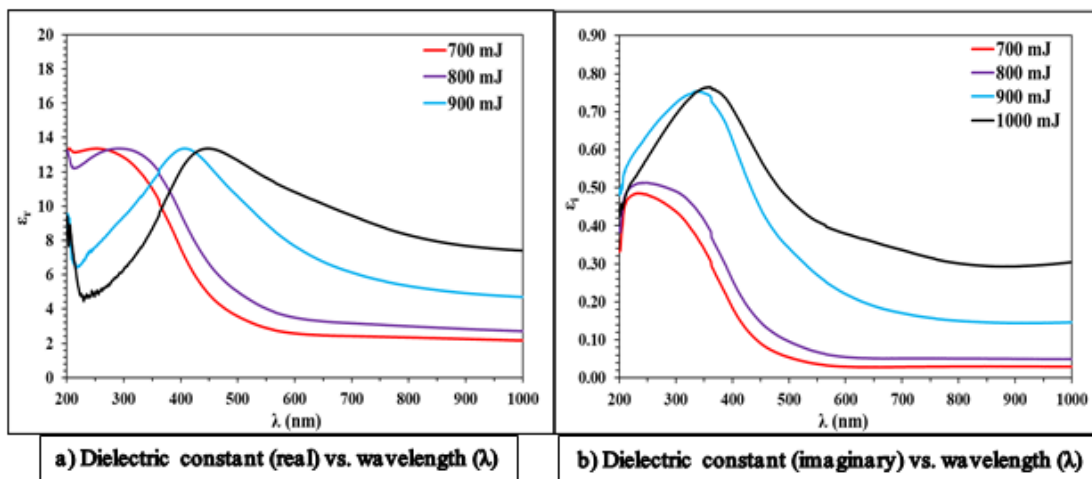 20
18
16
14
12
10
8
6
4
2
0
εr
700 mJ
800 mJ
900 mJ
200 300 400 500 600 700 800 900 1000
λ (nm)
a) Dielectric constant (real) vs. wavelength (λ)
0.90
0.80
0.70
0.60
0.50
0.40
0.30
0.20
0.10
0.00
εi
700 mJ
800 mJ
900 mJ
1000 mJ
200 300 400 500 600 700 800 900 1000
λ (nm)
b) Dielectric constant (imaginary) vs. wavelength (λ)